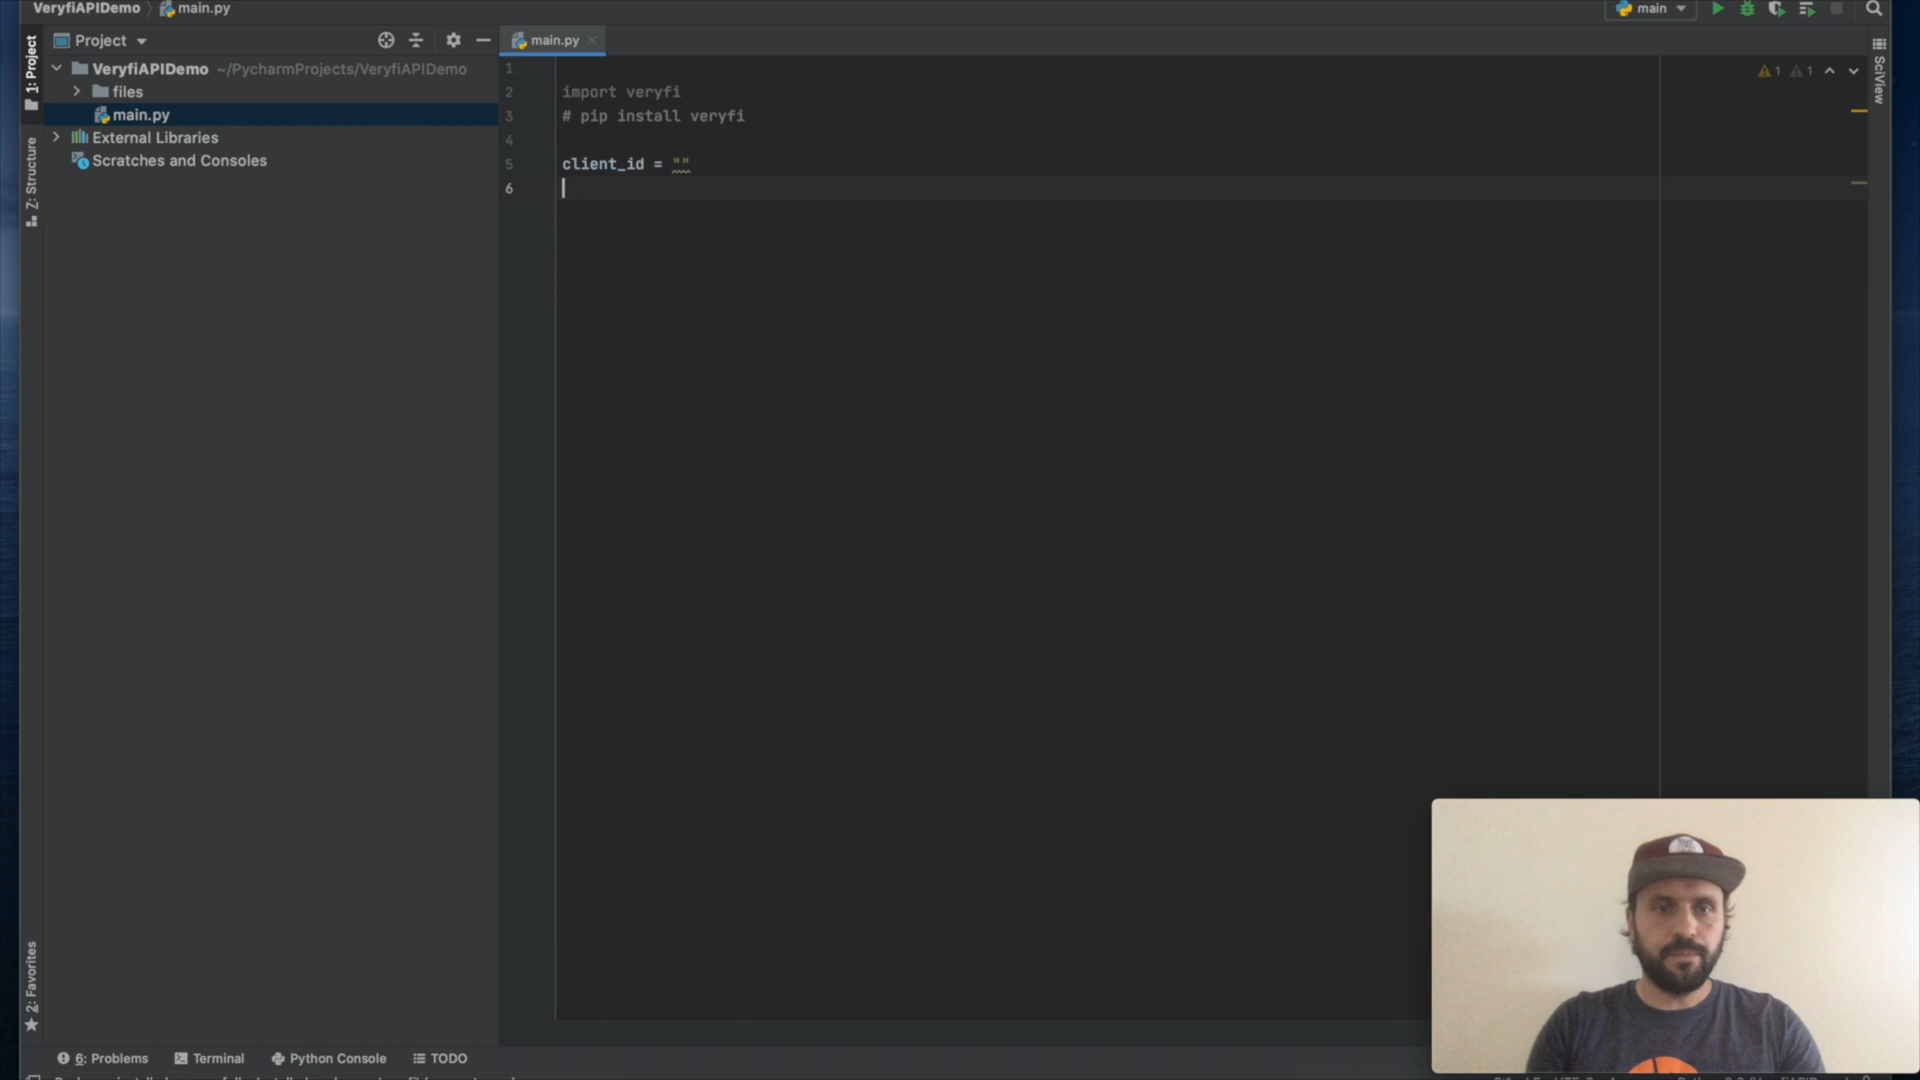 VeryfiAPIDemo main.py
main
1: Project
Project
main.py
VeryfiAPIDemo ~/PycharmProjects/VeryfiAPIDemo
files
main.py
External Libraries
Scratches and Consoles
Z: Structure
2: Favorites
1
2 import veryfi
3 # pip install veryfi
4
5 client_id = ""
6
1 1
SciView
6: Problems Terminal Python Console TODO